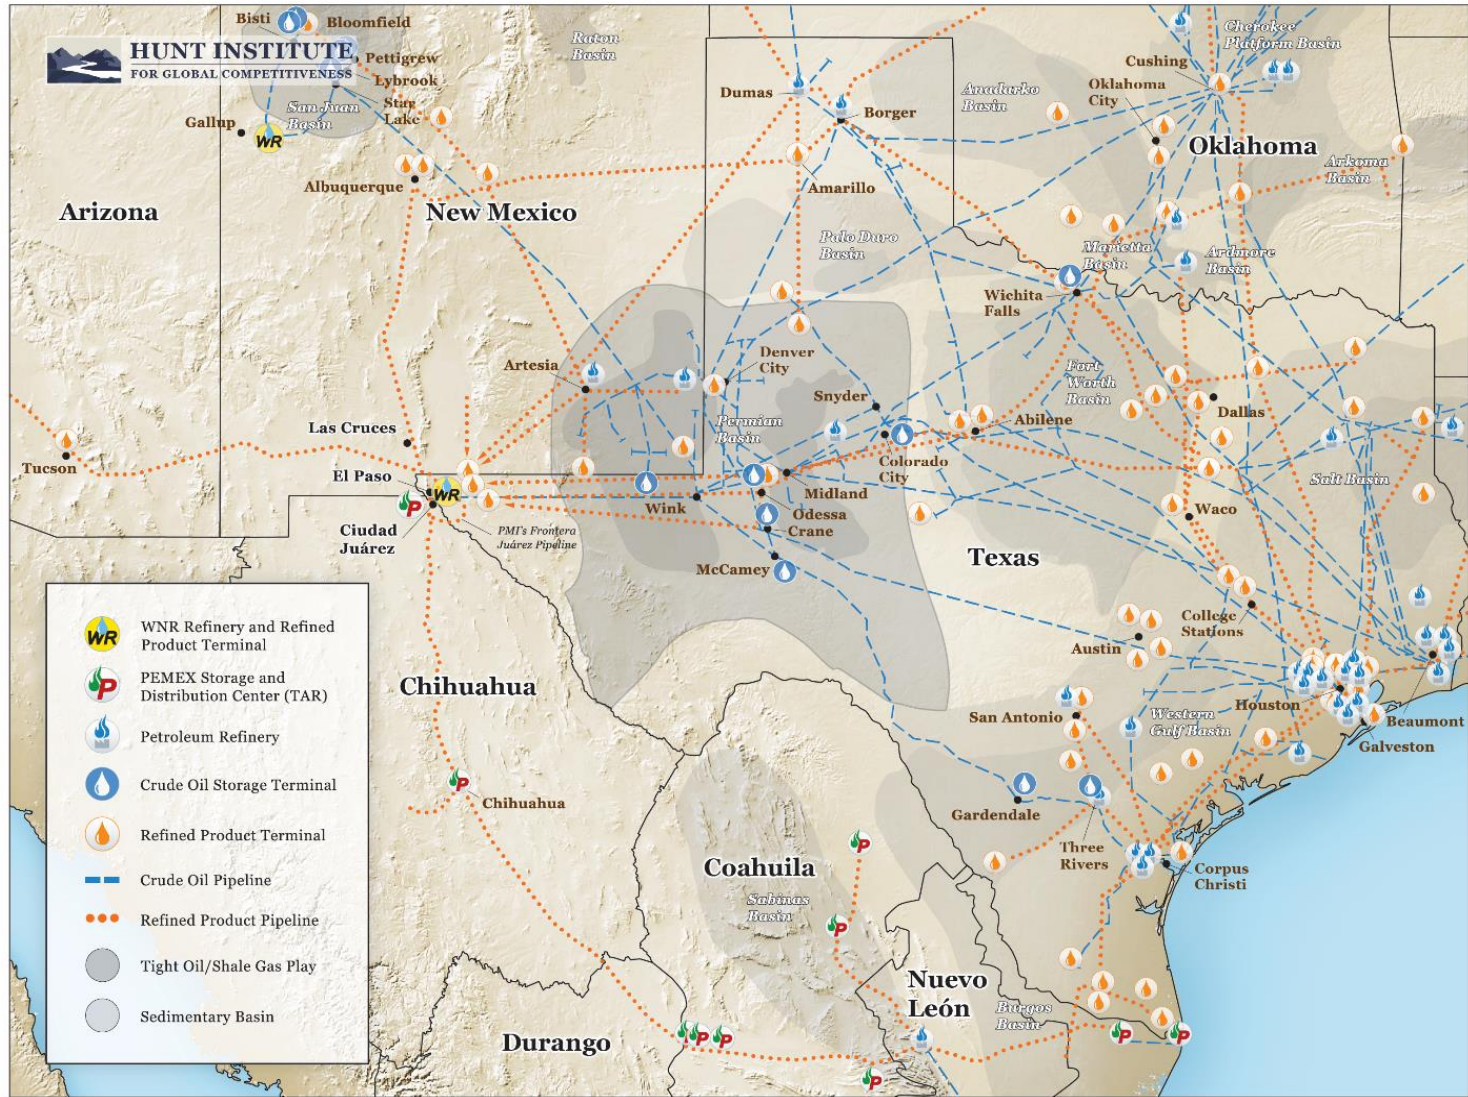 Bisti
Bloomfield
HUNT INSTITUTE
FOR GLOBAL COMPETITIVENESS
Pettigrew
Lybrook
Star
Lake
San Juan
Basin
Gallup
WR
Albuquerque
Arizona
New Mexico
Raton
Basin
Dumas
Borger
Amarillo
Palo Duro
Basin
Anadarko
Basin
Cherokee
Platform Basin
Cushing
Oklahoma
City
Oklahoma
Arkoma
Basin
Marietta
Basin
Ardmore
Basin
Wichita
Falls
Artesia
Denver
City
Snyder
Permian
Basin
Fort
Worth
Basin
Dallas
Abilene
Colorado
City
Las Cruces
Tucson
El Paso
WR
P
Ciudad
Juárez
PMI's Frontera
Juárez Pipeline
Wink
Midland
Odessa
Crane
McCamey
Waco
Salt Basin
Texas
College
Stations
Austin
Houston
Beaumont
Galveston
San Antonio
Western
Gulf Basin
Gardendale
Three
Rivers
Corpus
Christi
Chihuahua
P
Chihuahua
Coahuila
Sabinas
Basin
P
P
Nuevo
León
Burgos
Basin
Durango
P
P
P
P
P
P
WR
WNR Refinery and Refined
Product Terminal
P
PEMEX Storage and
Distribution Center (TAR)
Petroleum Refinery
Crude Oil Storage Terminal
Refined Product Terminal
Crude Oil Pipeline
Refined Product Pipeline
Tight Oil/Shale Gas Play
Sedimentary Basin